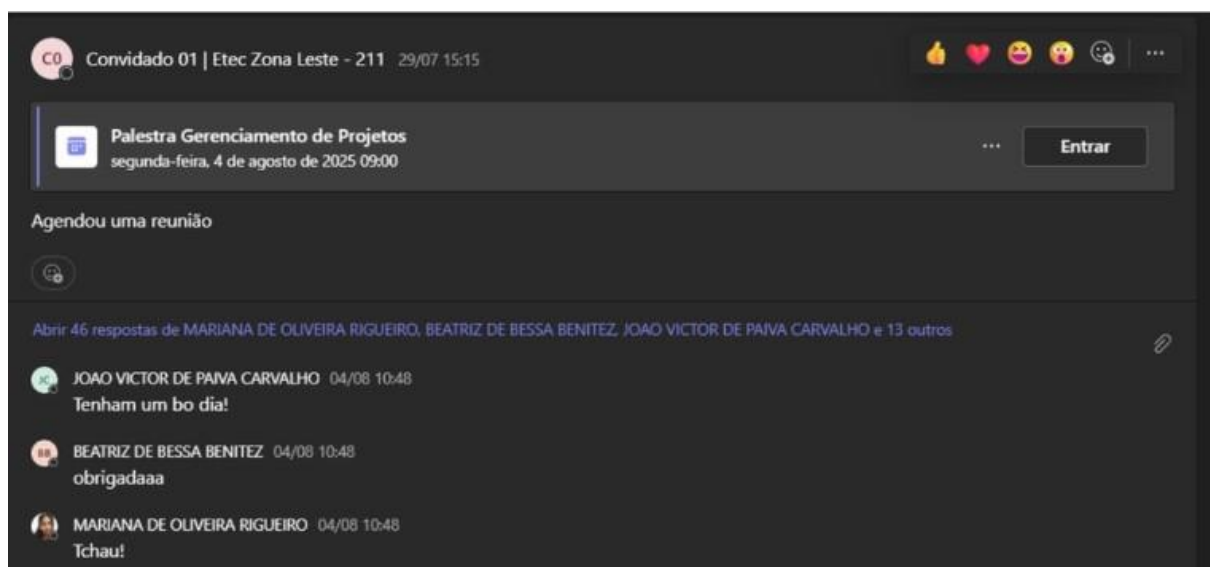 CO
Convidado 01 | Etec Zona Leste - 211 29/07 15:15
Palestra Gerenciamento de Projetos
segunda-feira, 4 de agosto de 2025 09:00
Entrar
Agendou uma reunião
Abrir 46 respostas de MARIANA DE OLIVEIRA RIGUEIRO, BEATRIZ DE BESSA BENITEZ, JOAO VICTOR DE PAIVA CARVALHO e 13 outros
JC
JOAO VICTOR DE PAIVA CARVALHO 04/08 10:48
Tenham um bo dia!
BB
BEATRIZ DE BESSA BENITEZ 04/08 10:48
obrigadaaa
MARIANA DE OLIVEIRA RIGUEIRO 04/08 10:48
Tchau!